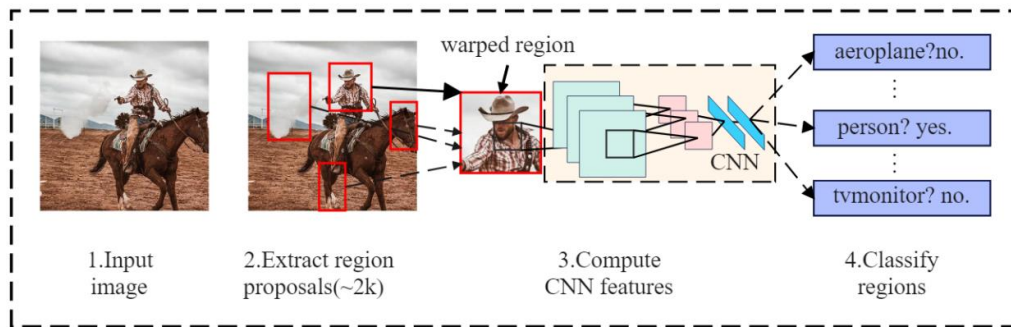 warped region
aeroplane?no.
person? yes.
CNN
tvmonitor? no.
1.Input
image
2.Extract region
proposals(~2k)
3.Compute
CNN features
4.Classify
regions